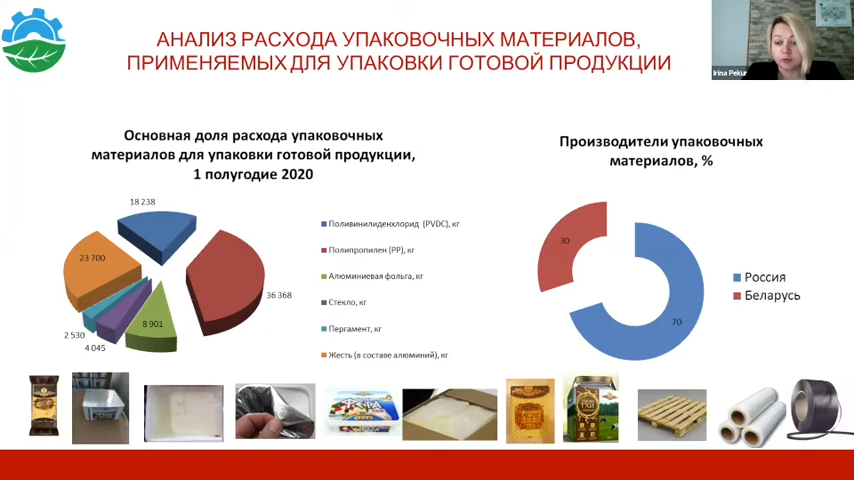 АНАЛИЗ РАСХОДА УПАКОВОЧНЫХ МАТЕРИАЛОВ,
ПРИМЕНЯЕМЫХ ДЛЯ УПАКОВКИ ГОТОВОЙ ПРОДУКЦИИ
Irina Peku
Основная доля расхода упаковочных
материалов для упаковки готовой продукции,
1 полугодие 2020
18 238
36 368
8 901
4 045
2 530
23 700
Поливинилиденхлорид (PVDC), кг
Полипропилен (PP), кг
Алюминиевая фольга, кг
Стекло, кг
Пергамент, кг
Жесть (в составе алюминий), кг
Производители упаковочных
материалов, %
30
70
Россия
Беларусь
ФЕТА
МАСЛО